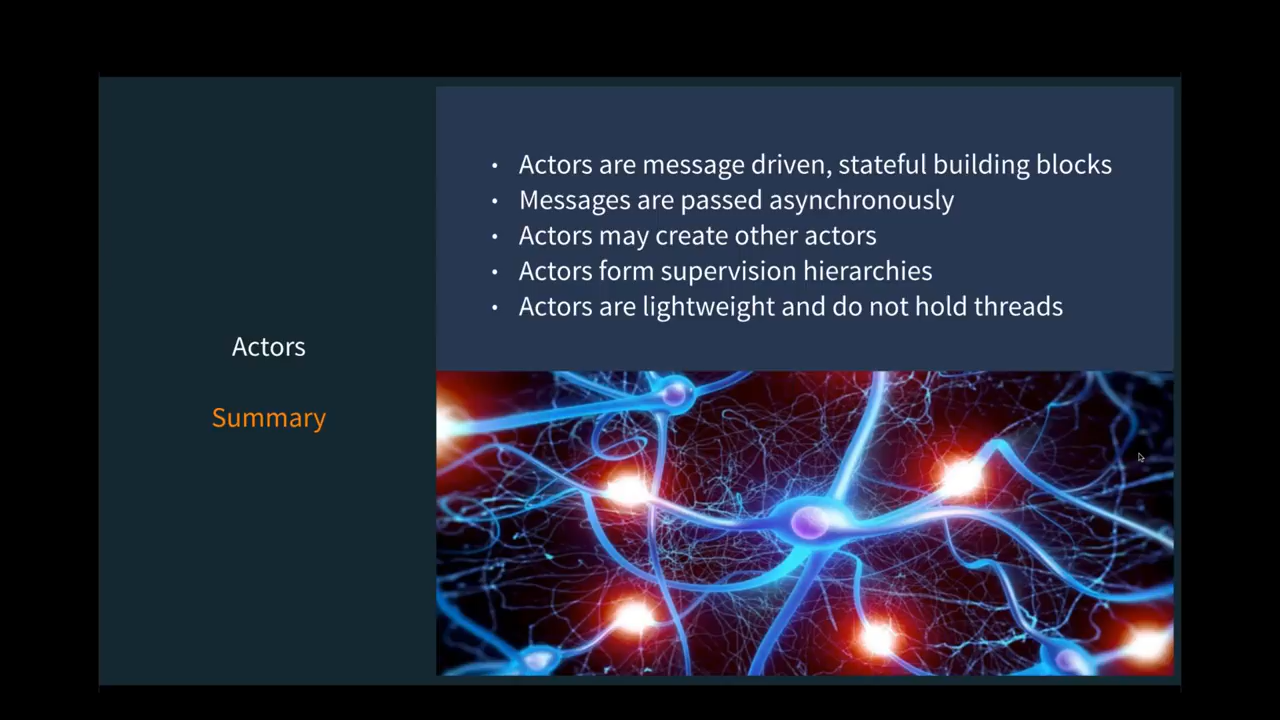 Actors
Summary
• Actors are message driven, stateful building blocks
• Messages are passed asynchronously
• Actors may create other actors
• Actors form supervision hierarchies
• Actors are lightweight and do not hold threads